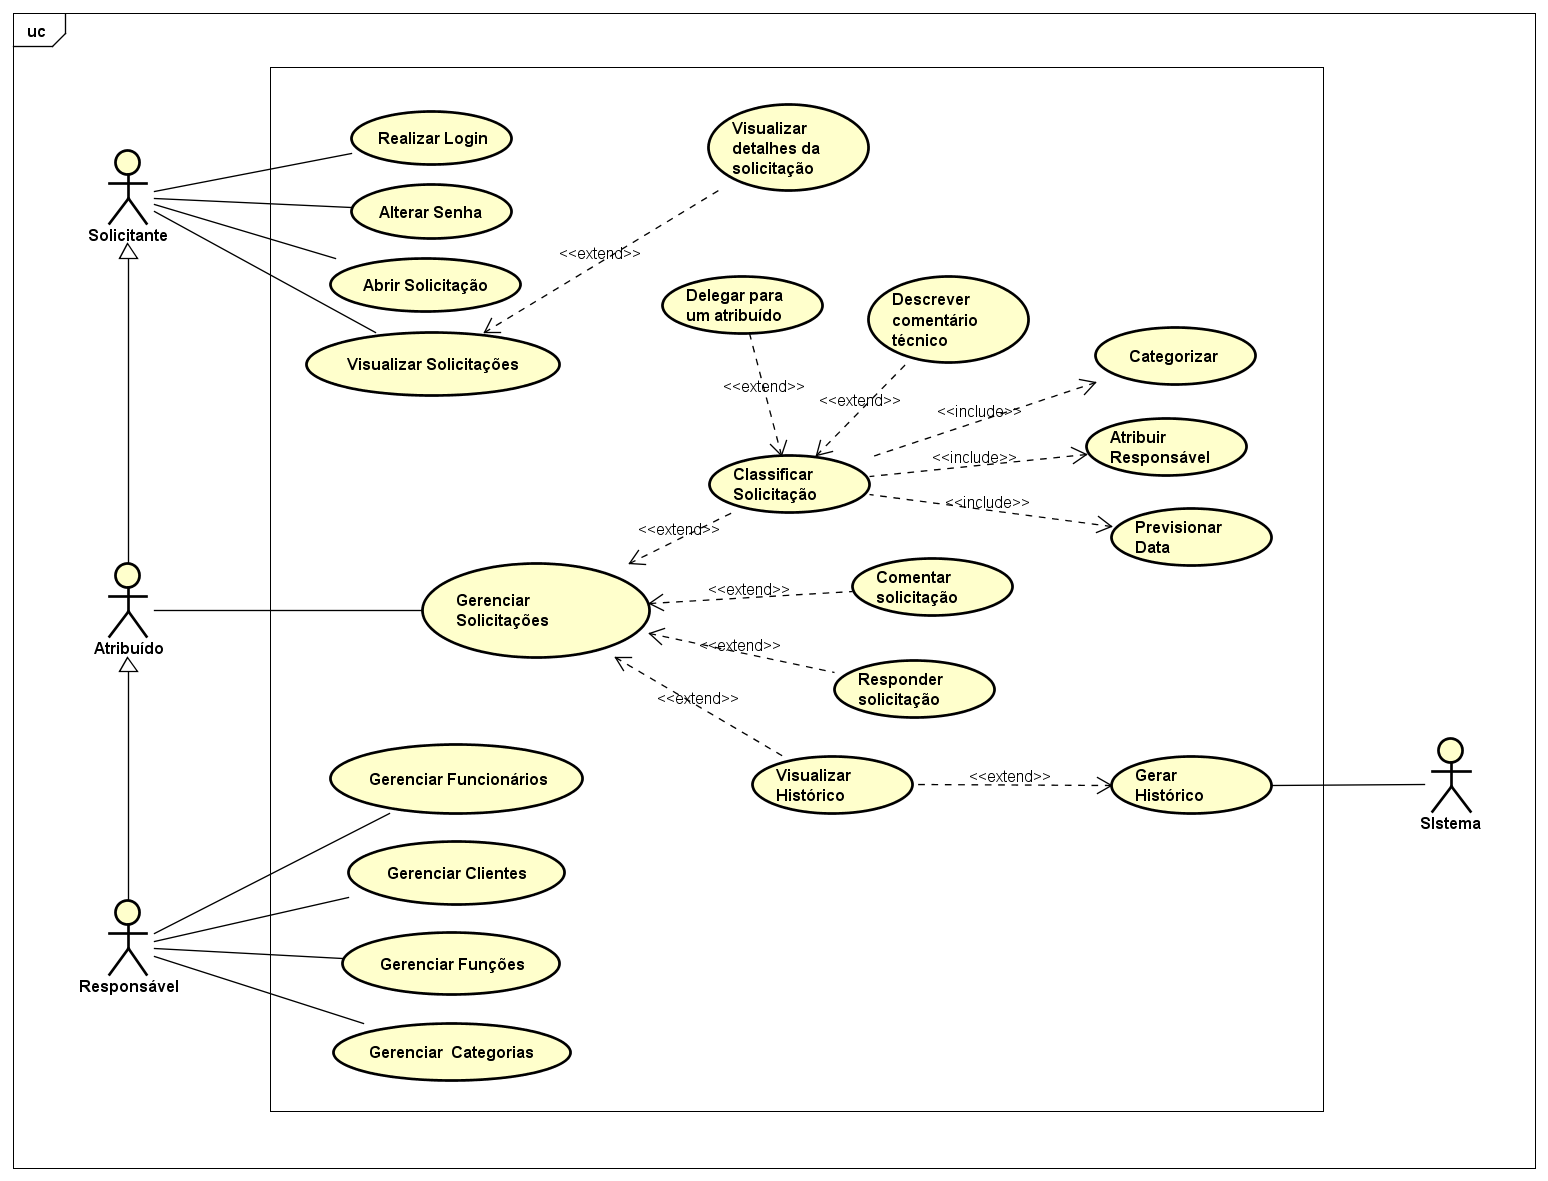 uc
Realizar Login
Visualizar
detalhes da
solicitação
Alterar Senha
Solicitante
<<extend>>
Abrir Solicitação
Delegar para
um atribuído
Descrever
comentário
técnico
Visualizar Solicitações
Categorizar
<<extend>>
<<extend>>
<<include>>
Atribuir
Responsável
<<include>>
Classificar
Solicitação
<<include>>
Previsionar
Data
<<extend>>
Comentar
solicitação
<<extend>>
Gerenciar
Solicitações
Atribuído
<<extend>>
Responder
solicitação
<<extend>>
Gerenciar Funcionários
Visualizar
Histórico
<<extend>>
Gerar
Histórico
SIstema
Gerenciar Clientes
Gerenciar Funções
Responsável
Gerenciar  Categorias